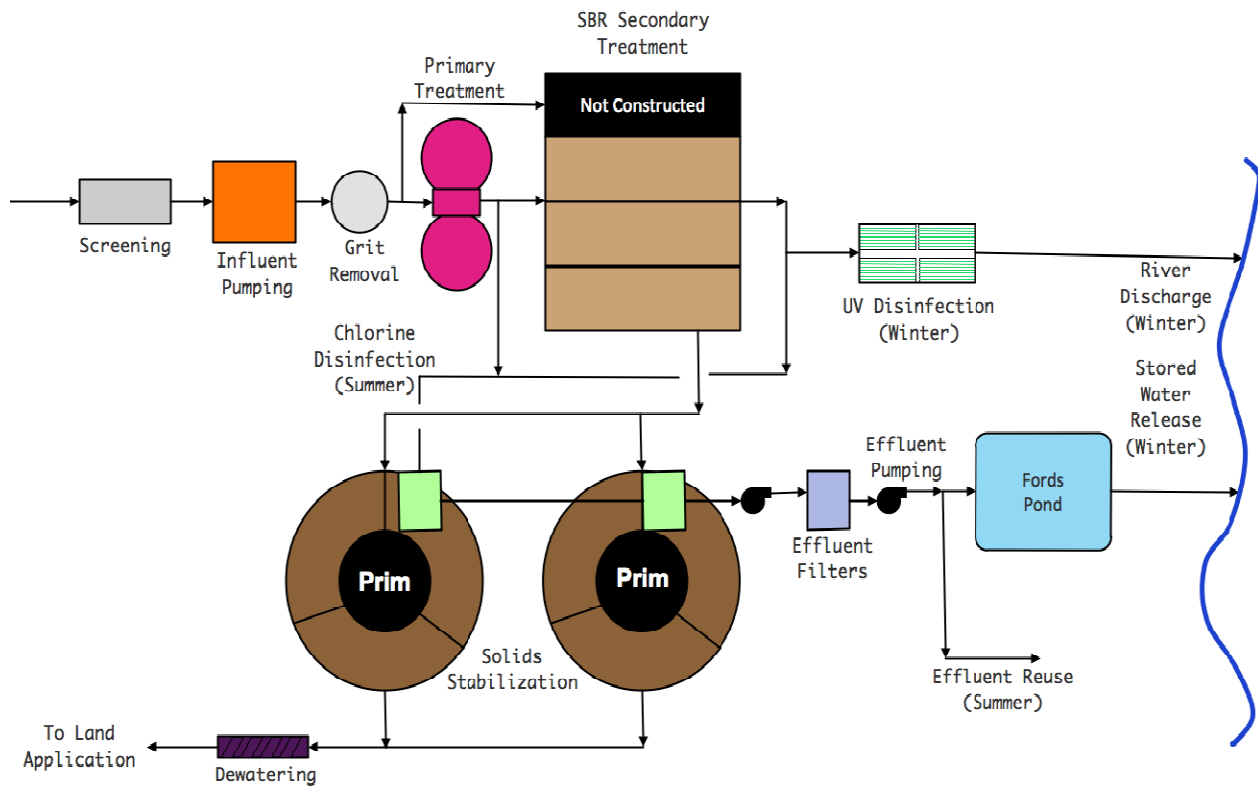 SBR Secondary
Treatment
Primary
Treatment
Not Constructed
Screening
Influent
Pumping
Grit
Removal
UV Disinfection
(Winter)
River
Discharge
(Winter)
Chlorine
Disinfection
(Summer)
Stored
Water
Release
(Winter)
Effluent
Pumping
Fords
Pond
Effluent
Filters
Prim
Prim
Solids
Stabilization
Effluent Reuse
(Summer)
To Land
Application
Dewatering